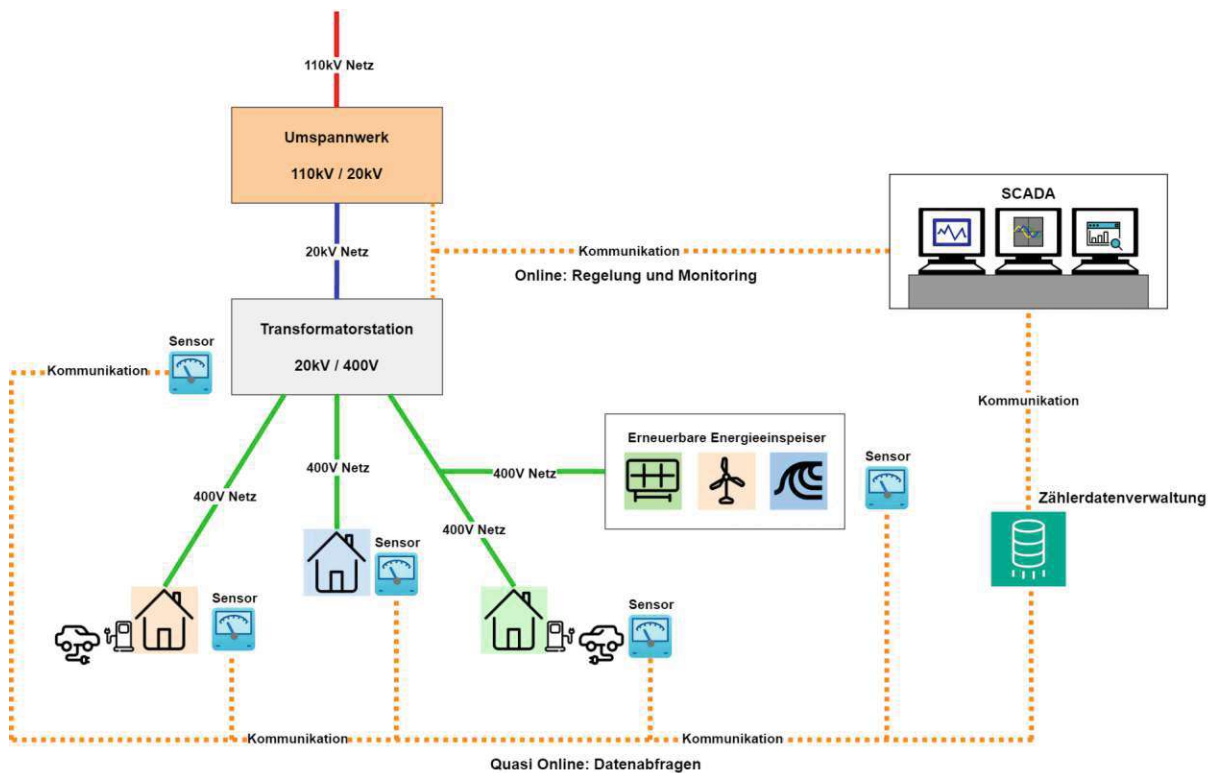 110kV Netz
Umspannwerk
110kV / 20kV
SCADA
20kV Netz
Kommunikation
Online: Regelung und Monitoring
Transformatorstation
20kV / 400V
Sensor
Kommunikation
Kommunikation
Erneuerbare Energieeinspeiser
400V Netz
400V Netz
400V Netz
400V Netz
Sensor
Zählerdatenverwaltung
Sensor
Sensor
Sensor
Kommunikation
Kommunikation
Quasi Online: Datenabfragen